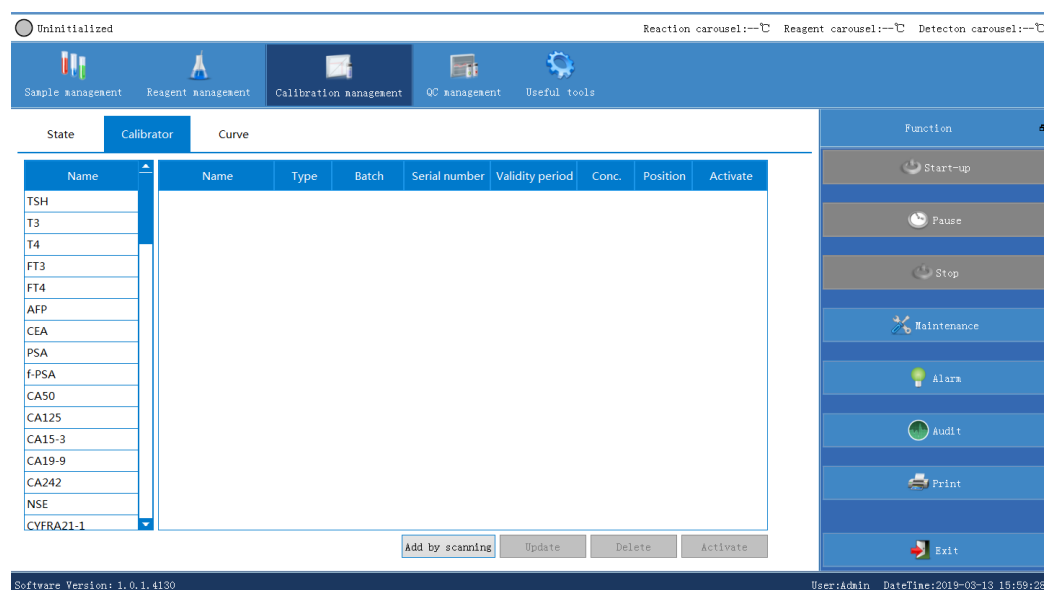 Uninitialized Reaction carousel:--℃ Reagent carousel:--℃ Detecton carousel:--℃
Sample management Reagent management Calibration management QC management Useful tools
State Calibrator Curve
Function
Name
Name Type Batch Serial number Validity period Conc. Position Activate
TSH
T3
T4
FT3
FT4
AFP
CEA
PSA
f-PSA
CA50
CA125
CA15-3
CA19-9
CA242
NSE
CYFRA21-1
Add by scanning Update Delete Activate
Start-up
Pause
Stop
Maintenance
Alarm
Audit
Print
Exit
Software Version: 1.0.1.4130 User:Admin DateTime:2019-03-13 15:59:28